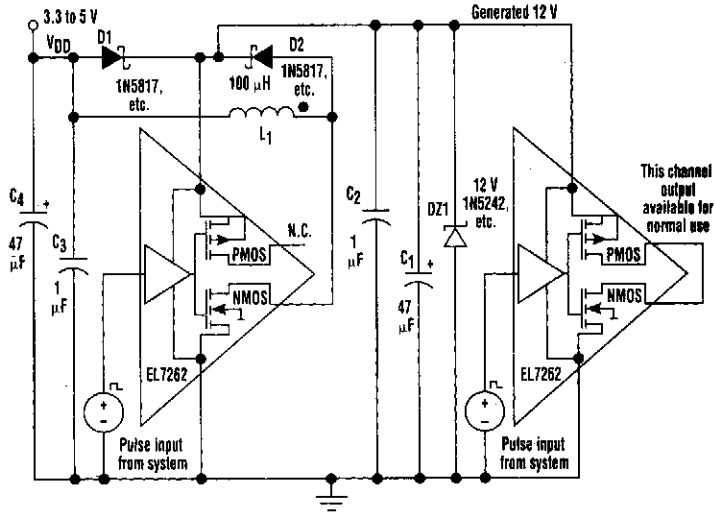 3.3 to 5 V
VDD
D1
1N5817,
etc.
D2
100 μH
1N5817,
etc.
L1
Generated 12 V
C4
+
47
μF
C3
1
μF
N.C.
PMOS
NMOS
EL7262
+
−
Pulse input
from system
C2
1
μF
C1
+
47
μF
12 V
1N5242,
etc.
DZ1
PMOS
NMOS
EL7262
+
−
Pulse input
from system
This channel
output
available for
normal use